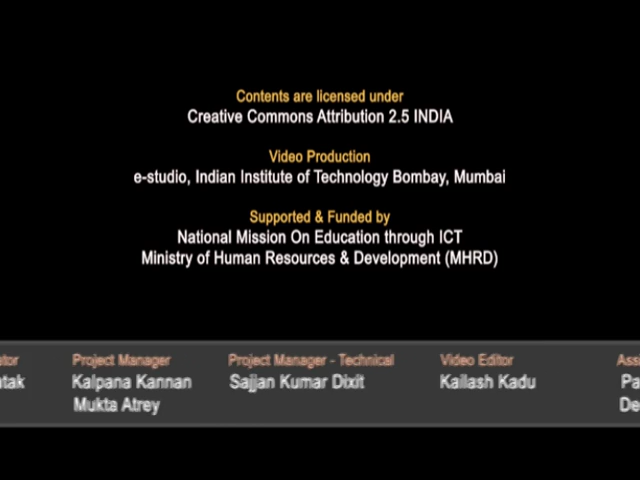 Contents are licensed under
Creative Commons Attribution 2.5 INDIA
Video Production
e-studio, Indian Institute of Technology Bombay, Mumbai
Supported & Funded by
National Mission On Education through ICT
Ministry of Human Resources & Development (MHRD)
Project Manager
Kalpana Kannan
Mukta Atrey
Project Manager - Technical
Sajjan Kumar Dixit
Video Editor
Kailash Kadu